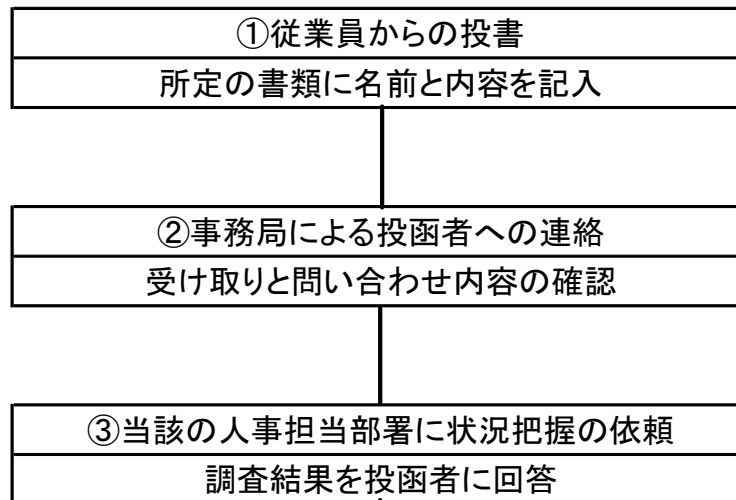 ①従業員からの投書
所定の書類に名前と内容を記入
②事務局による投函者への連絡
受け取りと問い合わせ内容の確認
③当該の人事担当部署に状況把握の依頼
調査結果を投函者に回答